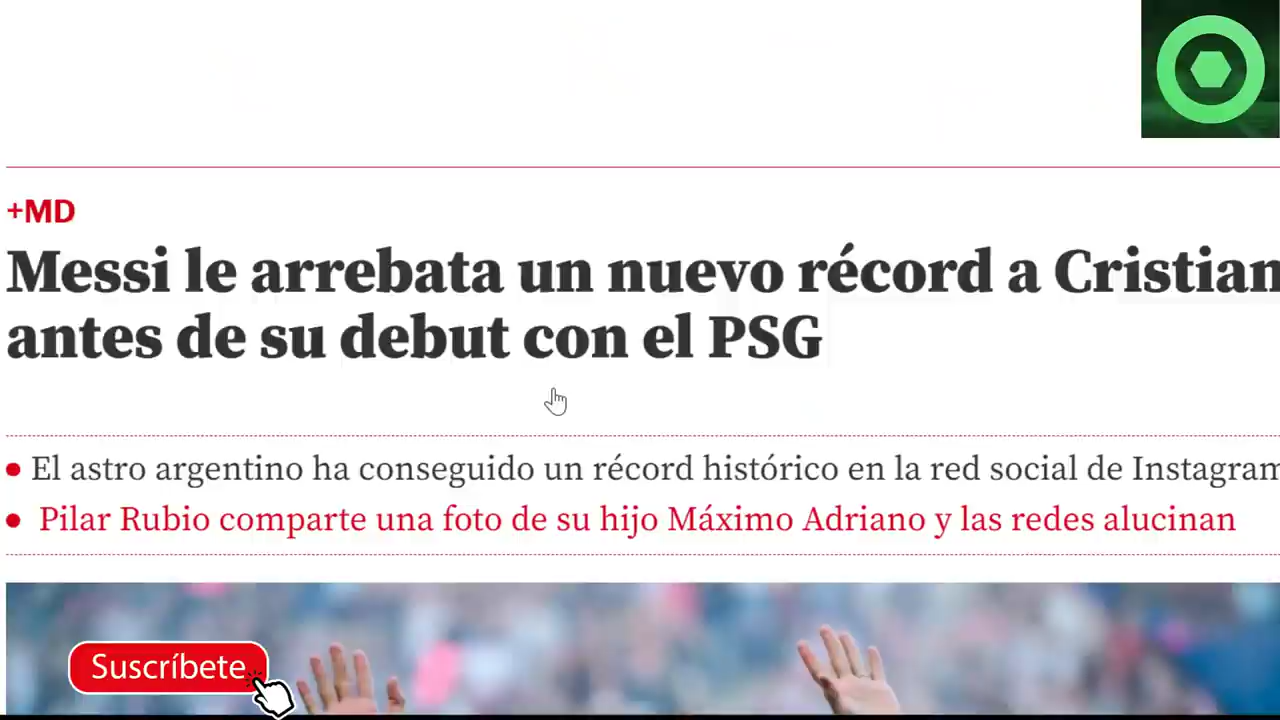 +MD
Messi le arrebata un nuevo récord a Cristian
antes de su debut con el PSG
El astro argentino ha conseguido un récord histórico en la red social de Instagram
Pilar Rubio comparte una foto de su hijo Máximo Adriano y las redes alucinan
Suscríbete